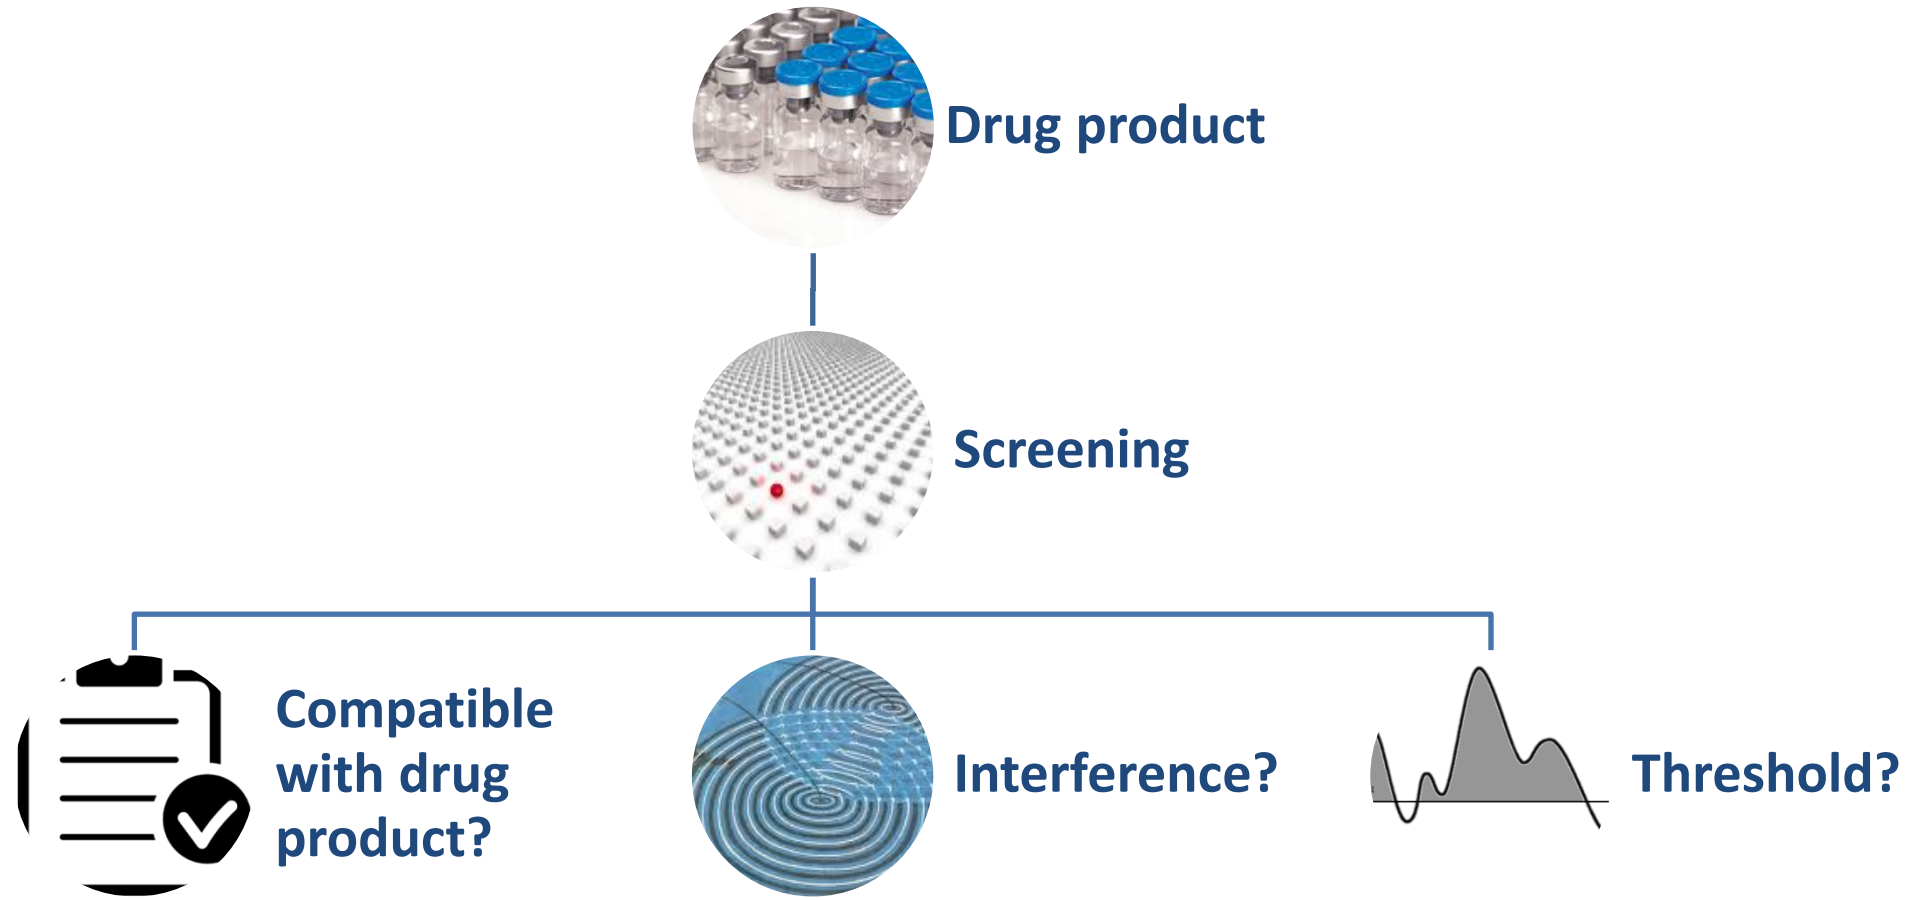 Drug product
Screening
Compatible
with drug
product?
Interference?
Threshold?